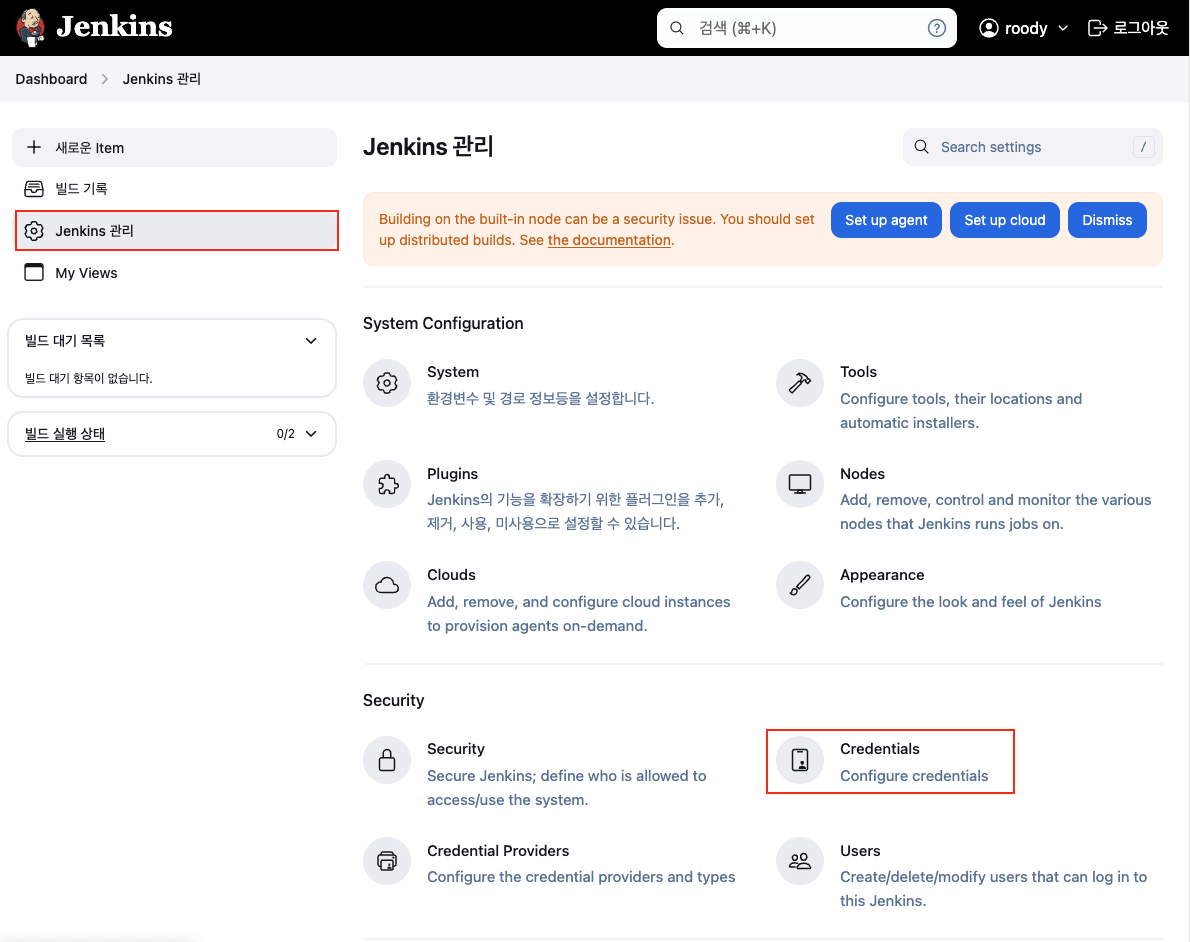 Jenkins
검색 (⌘+K)
?
roody
로그아웃
Dashboard
Jenkins 관리
새로운 Item
빌드 기록
Jenkins 관리
My Views
빌드 대기 목록
빌드 대기 항목이 없습니다.
빌드 실행 상태
0/2
Jenkins 관리
Search settings
/
Building on the built-in node can be a security issue. You should set
up distributed builds. See the documentation.
Set up agent
Set up cloud
Dismiss
System Configuration
System
환경변수 및 경로 정보등을 설정합니다.
Tools
Configure tools, their locations and
automatic installers.
Plugins
Jenkins의 기능을 확장하기 위한 플러그인을 추가,
제거, 사용, 미사용으로 설정할 수 있습니다.
Nodes
Add, remove, control and monitor the various
nodes that Jenkins runs jobs on.
Clouds
Add, remove, and configure cloud instances
to provision agents on-demand.
Appearance
Configure the look and feel of Jenkins
Security
Security
Secure Jenkins; define who is allowed to
access/use the system.
Credentials
Configure credentials
Credential Providers
Configure the credential providers and types
Users
Create/delete/modify users that can log in to
this Jenkins.